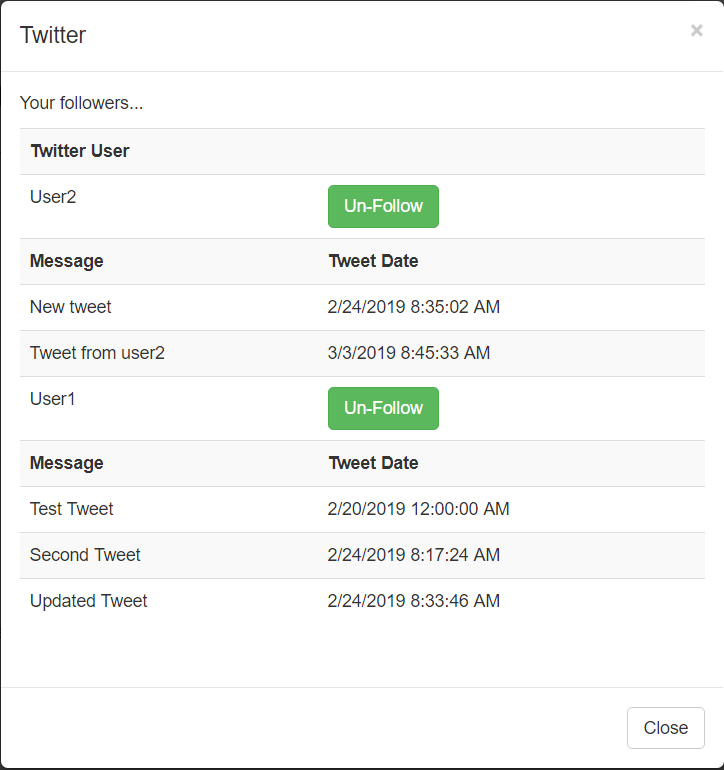 Twitter ×
Your followers...
Twitter User
User2 Un-Follow
Message Tweet Date
New tweet 2/24/2019 8:35:02 AM
Tweet from user2 3/3/2019 8:45:33 AM
User1 Un-Follow
Message Tweet Date
Test Tweet 2/20/2019 12:00:00 AM
Second Tweet 2/24/2019 8:17:24 AM
Updated Tweet 2/24/2019 8:33:46 AM
Close